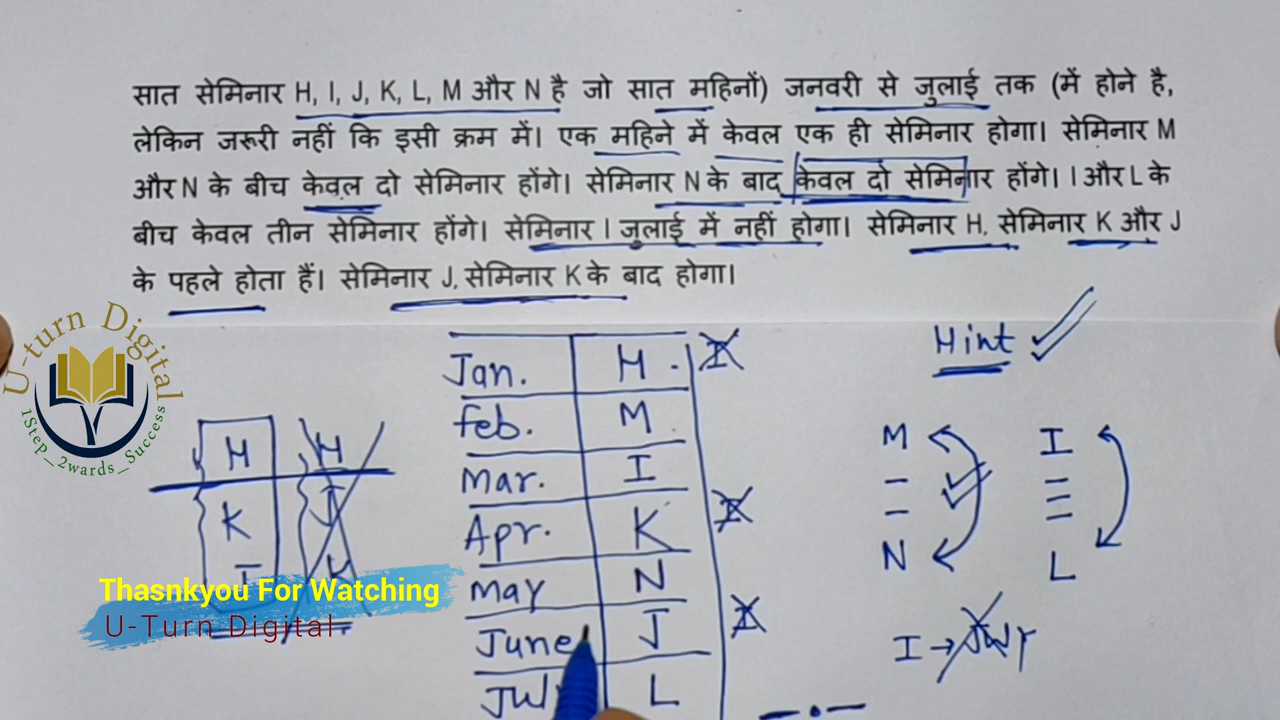 सात सेमिनार H, I, J, K, L, M और N है जो सात महिनों) जनवरी से जुलाई तक (में होने है,
लेकिन जरूरी नहीं कि इसी क्रम में। एक महिने में केवल एक ही सेमिनार होगा। सेमिनार M
और N के बीच केवल दो सेमिनार होंगे। सेमिनार N के बाद केवल दो सेमिनार होंगे। I और L के
बीच केवल तीन सेमिनार होंगे। सेमिनार I जुलाई में नहीं होगा। सेमिनार H, सेमिनार K और J
के पहले होता हैं। सेमिनार J, सेमिनार K के बाद होगा।
U-turn Digital
1Step_2wards_Success
Hint
Jan. H. I
feb. M
Mar. I
Apr. K I
May N
June J I
L
H H
K J
J K
M I
N L
I → July
Thasnkyou For Watching
U-Turn Digital